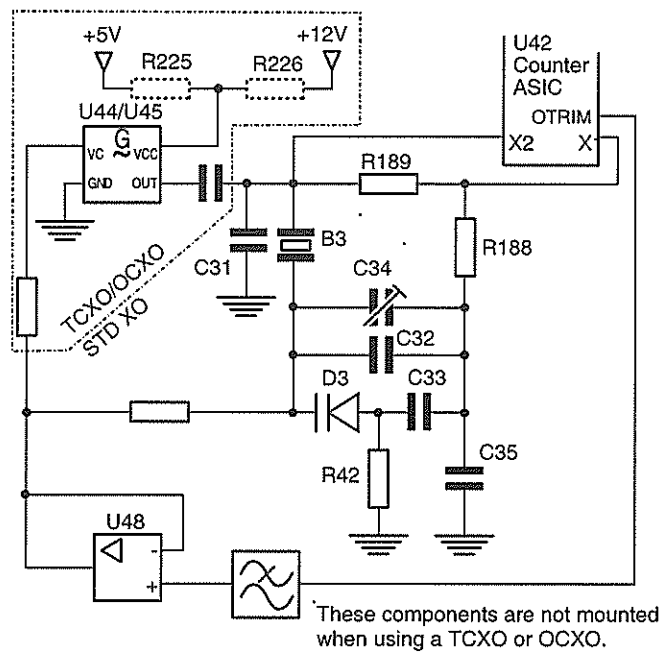 +5V
+12V
R225
R226
U42
Counter
ASIC
OTRIM
X2
X
U44/U45
G
~
VC
VCC
GND
OUT
R189
R188
C31
B3
C34
C32
TCXO/OCXO
STD XO
D3
C33
R42
C35
U48
-
+
These components are not mounted
when using a TCXO or OCXO.